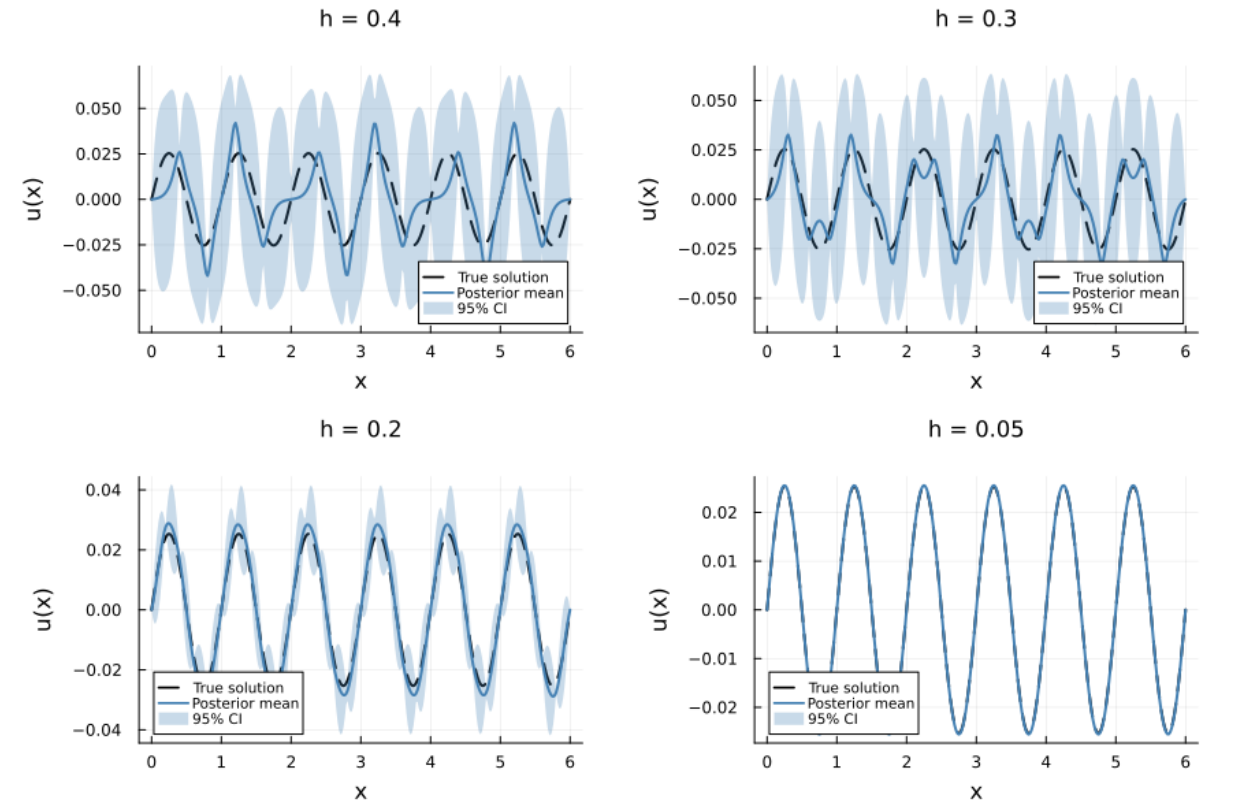 h = 0.4
u(x)
0.050
0.025
0.000
−0.025
−0.050
True solution
Posterior mean
95% CI
0 1 2 3 4 5 6
x
h = 0.3
u(x)
0.050
0.025
0.000
−0.025
−0.050
True solution
Posterior mean
95% CI
0 1 2 3 4 5 6
x
h = 0.2
u(x)
0.04
0.02
0.00
−0.02
−0.04
True solution
Posterior mean
95% CI
0 1 2 3 4 5 6
x
h = 0.05
u(x)
0.02
0.01
0.00
−0.01
−0.02
True solution
Posterior mean
95% CI
0 1 2 3 4 5 6
x